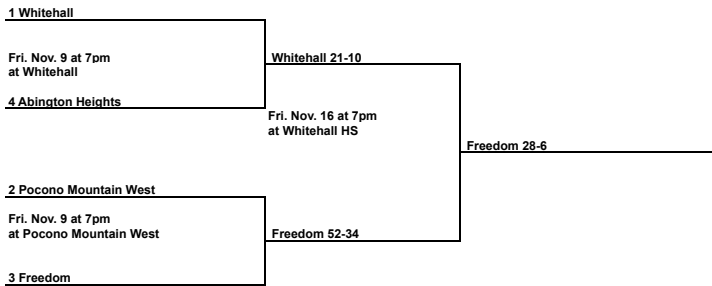 1 Whitehall
Fri. Nov. 9 at 7pm
at Whitehall
Whitehall 21-10
4 Abington Heights
Fri. Nov. 16 at 7pm
at Whitehall HS
Freedom 28-6
2 Pocono Mountain West
Fri. Nov. 9 at 7pm
at Pocono Mountain West
Freedom 52-34
3 Freedom